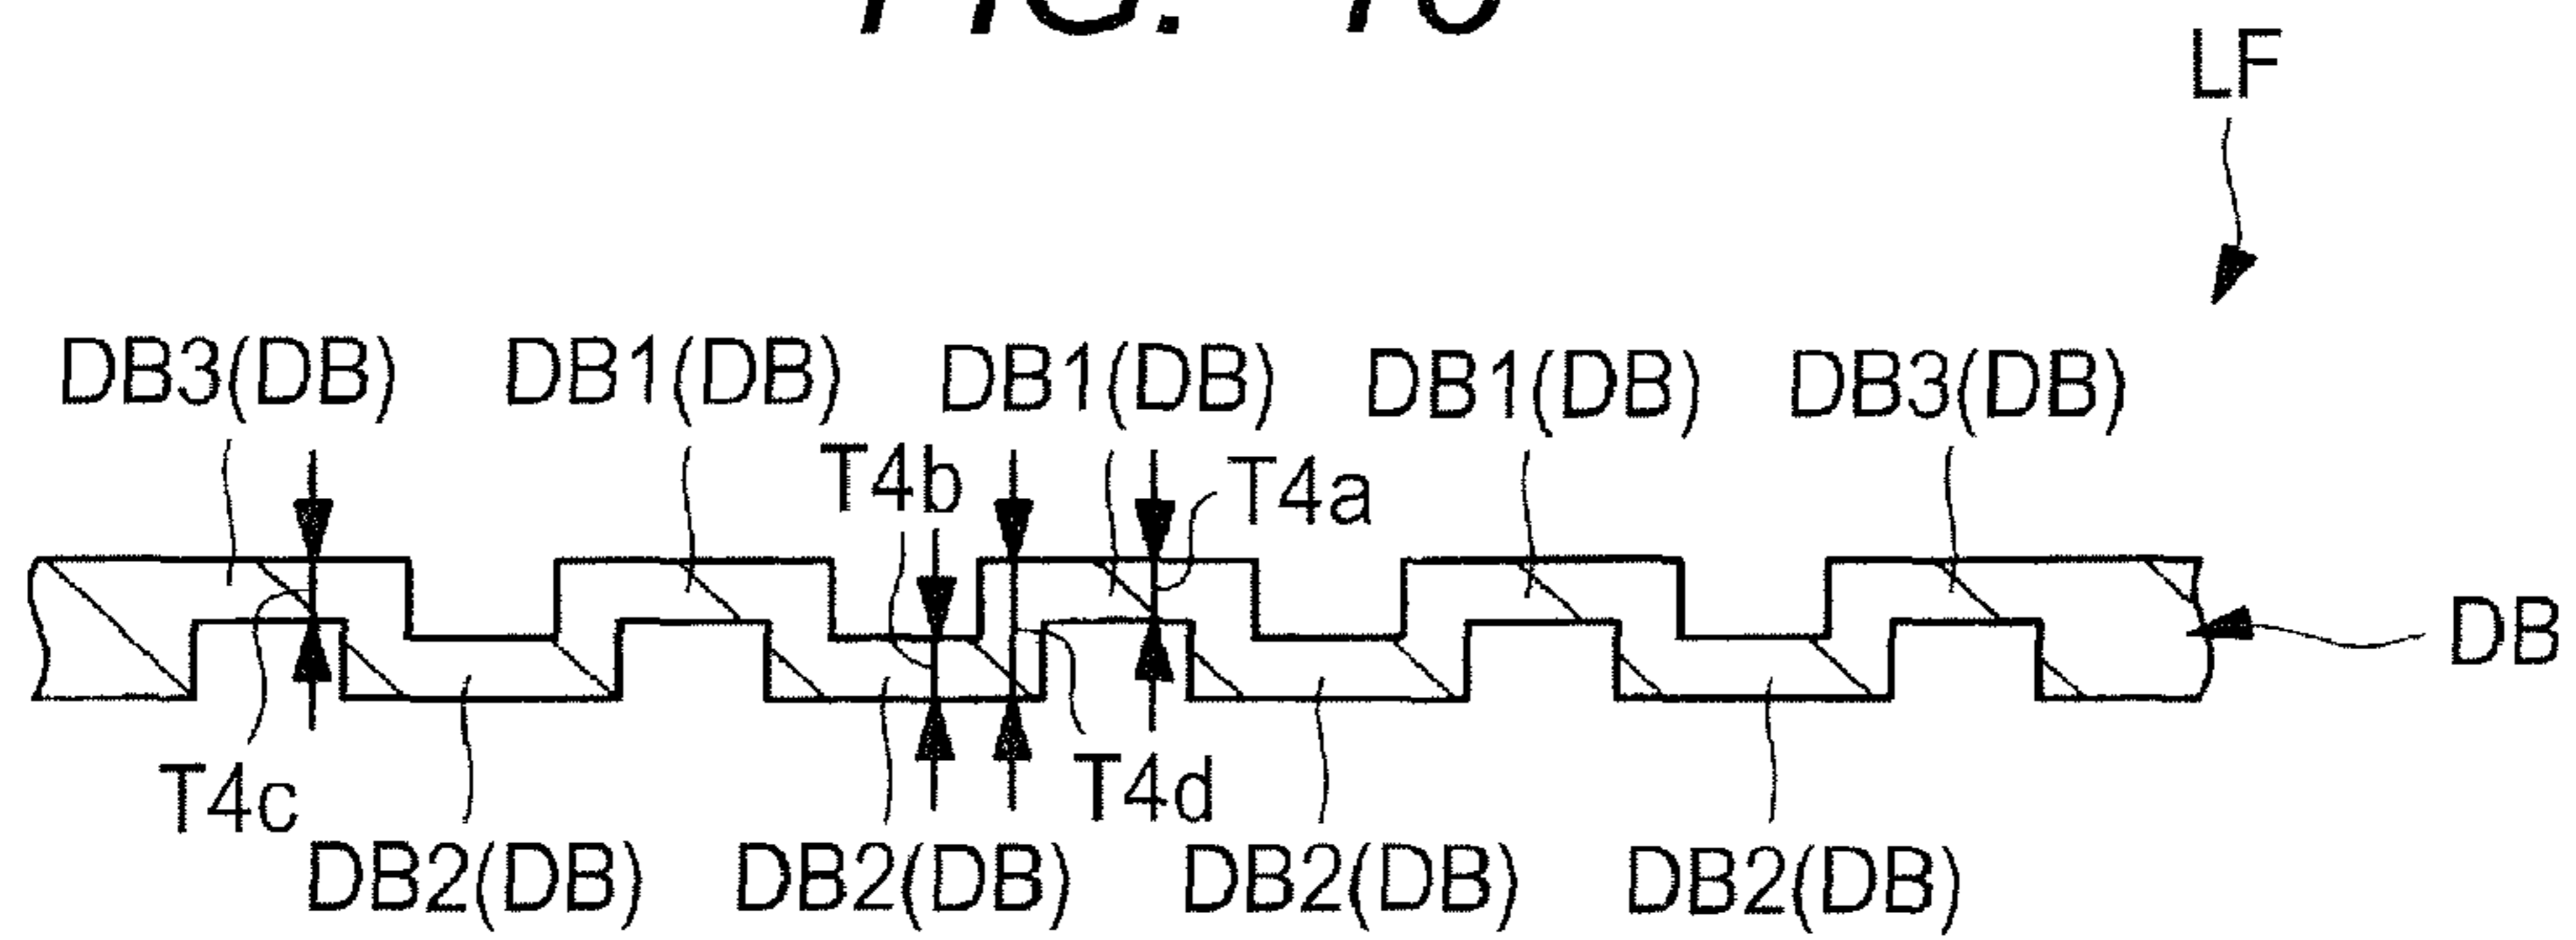 FIG.
LF
DB3(DB) DB1(DB) DB1(DB) DB1(DB) DB3(DB)
T4b T4a
DB
T4c T4d
DB2(DB) DB2(DB) DB2(DB) DB2(DB)